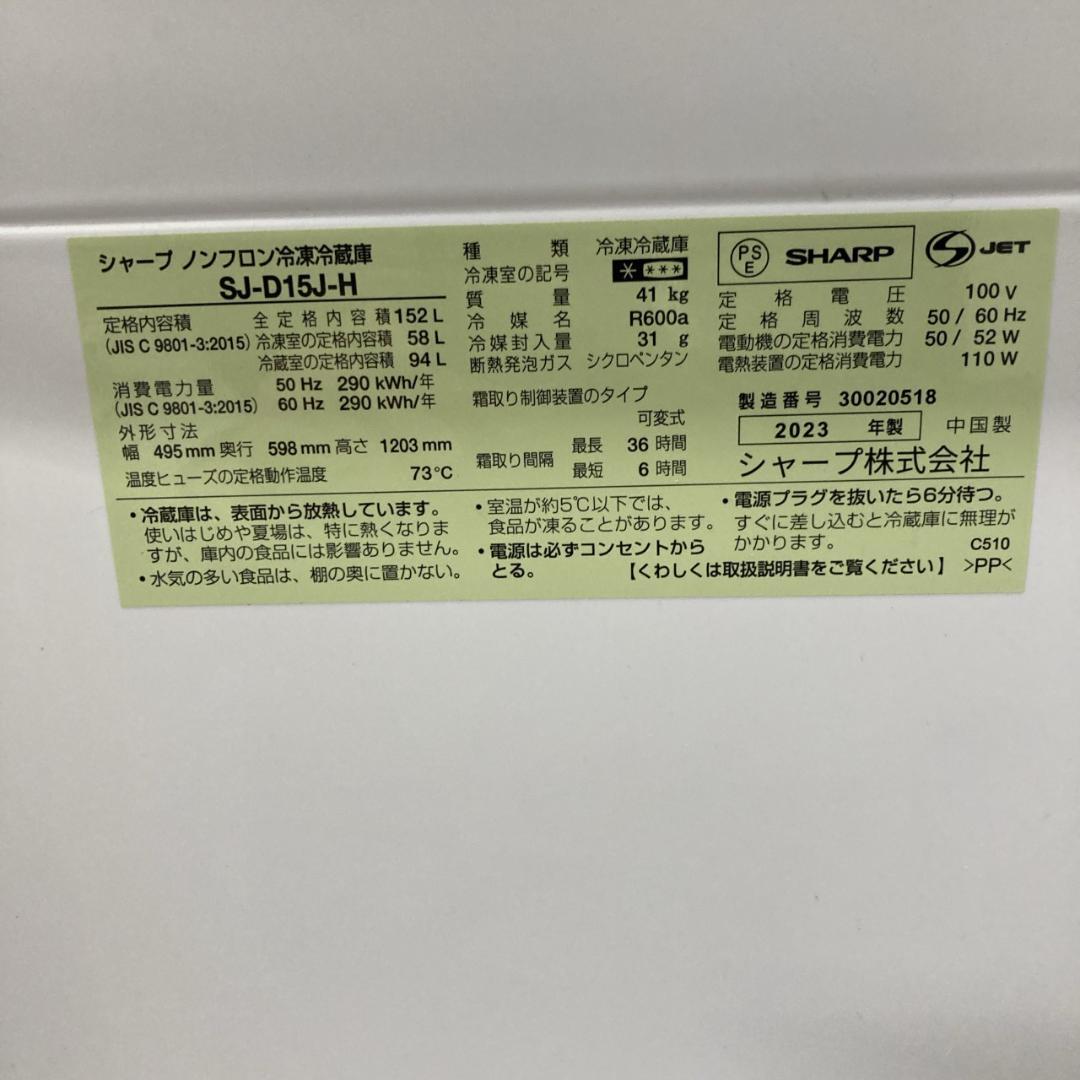 シャープ ノンフロン冷凍冷蔵庫
SJ-D15J-H
定格内容積 全定格内容積 152 L
(JIS C 9801-3:2015) 冷凍室の定格内容積 58 L
冷蔵室の定格内容積 94 L
消費電力量 50 Hz 290 kWh/年
(JIS C 9801-3:2015) 60 Hz 290 kWh/年
外形寸法
幅 495 mm 奥行 598 mm 高さ 1203 mm
温度ヒューズの定格動作温度 73℃
種類 冷凍冷蔵庫
冷凍室の記号 * ***
質量 41 kg
冷媒名 R600a
冷媒封入量 31 g
断熱発泡ガス シクロペンタン
霜取り制御装置のタイプ
可変式
霜取り間隔 最長 36 時間
最短 6 時間
PSE SHARP S JET
定格電圧 100 V
定格周波数 50 / 60 Hz
電動機の定格消費電力 50 / 52 W
電熱装置の定格消費電力 110 W
製造番号 30020518
2023 年製 中国製
シャープ株式会社
・冷蔵庫は、表面から放熱しています。
使いはじめや夏場は、特に熱くなりま
すが、庫内の食品には影響ありません。
・水気の多い食品は、棚の奥に置かない。
・室温が約5℃以下では、
食品が凍ることがあります。
・電源は必ずコンセントから
とる。
・電源プラグを抜いたら6分待つ。
すぐに差し込むと冷蔵庫に無理が
かかります。 C510
【くわしくは取扱説明書をご覧ください】 >PP<